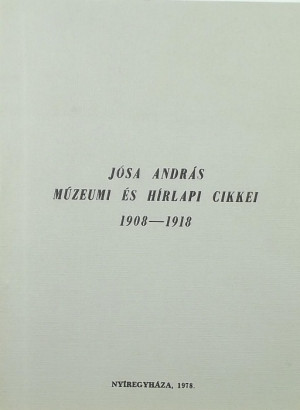 JÓSA ANDRÁS
MÚZEUMI ÉS HÍRLAPI CIKKEI
1908—1918
NYÍREGYHÁZA, 1978.